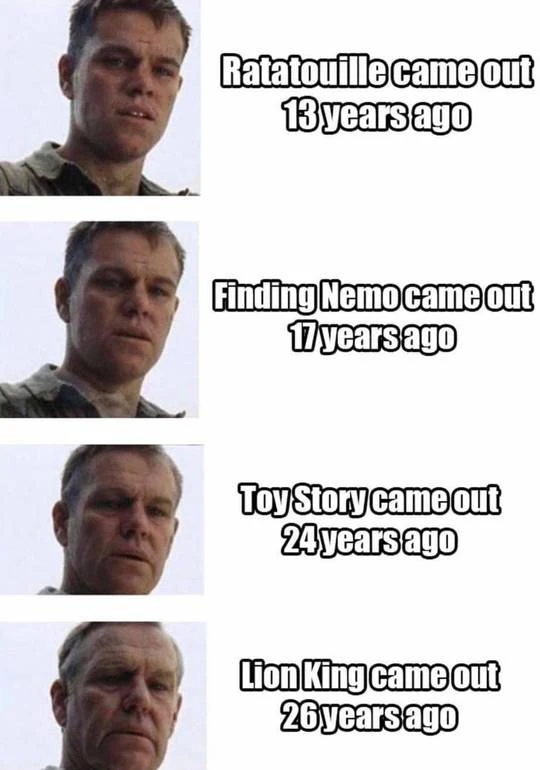 Ratatouille came out
13 years ago
Finding Nemo came out
17 years ago
Toy Story came out
24 years ago
Lion King came out
26 years ago